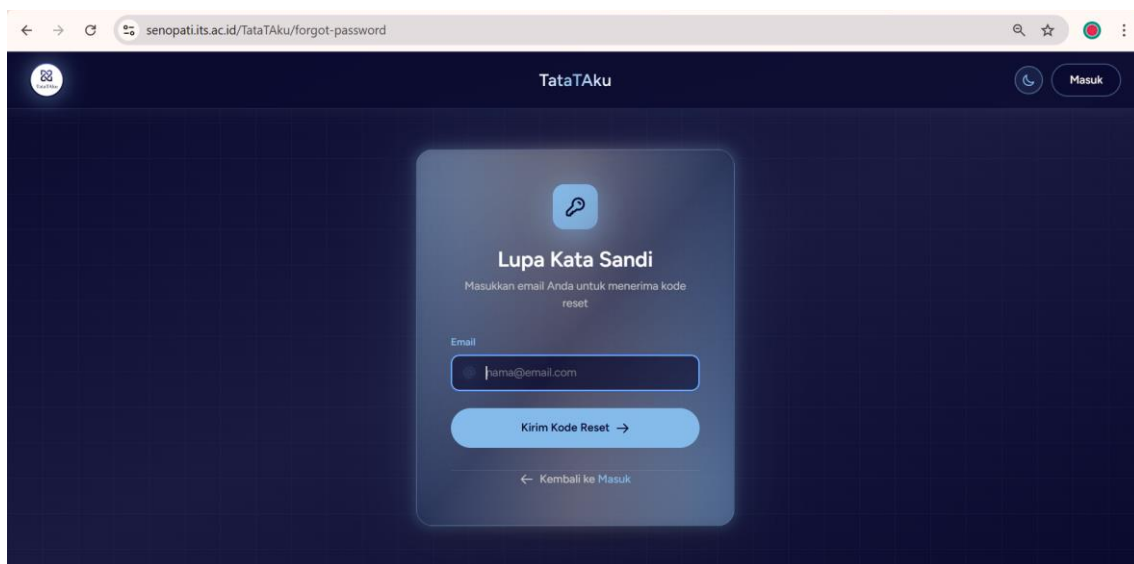 senopati.its.ac.id/TataTAku/forgot-password
TataTAku
TataTAku
Masuk
Lupa Kata Sandi
Masukkan email Anda untuk menerima kode
reset
Email
nama@email.com
Kirim Kode Reset →
← Kembali ke Masuk